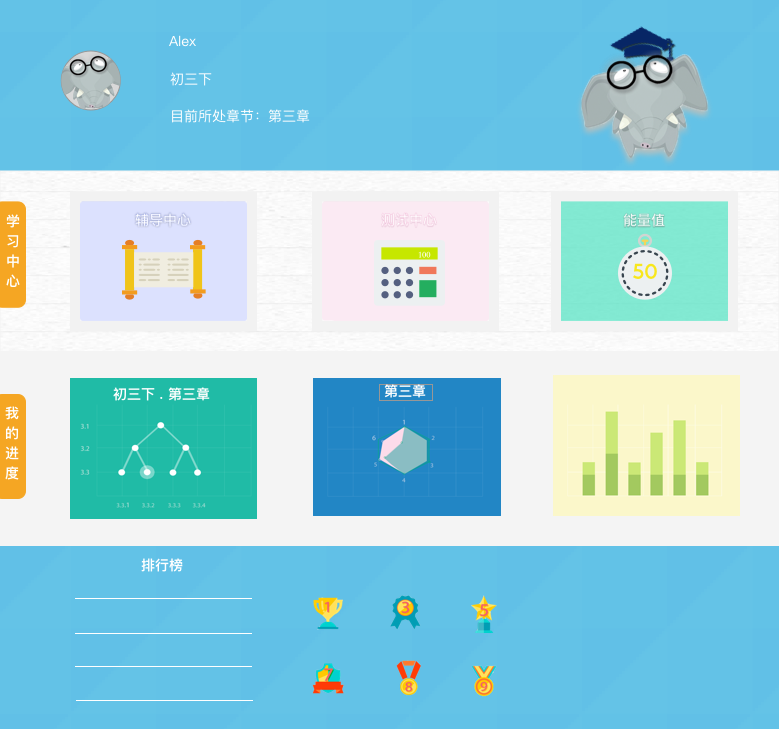 Alex
初三下
目前所处章节：第三章
学习中心
辅导中心
测试中心
100
能量值
50
我的进度
初三下 . 第三章
3.1
3.2
3.3
3.3.1
3.3.2
3.3.3
3.3.4
第三章
1
2
3
4
5
6
排行榜
1
3
5
7
8
9